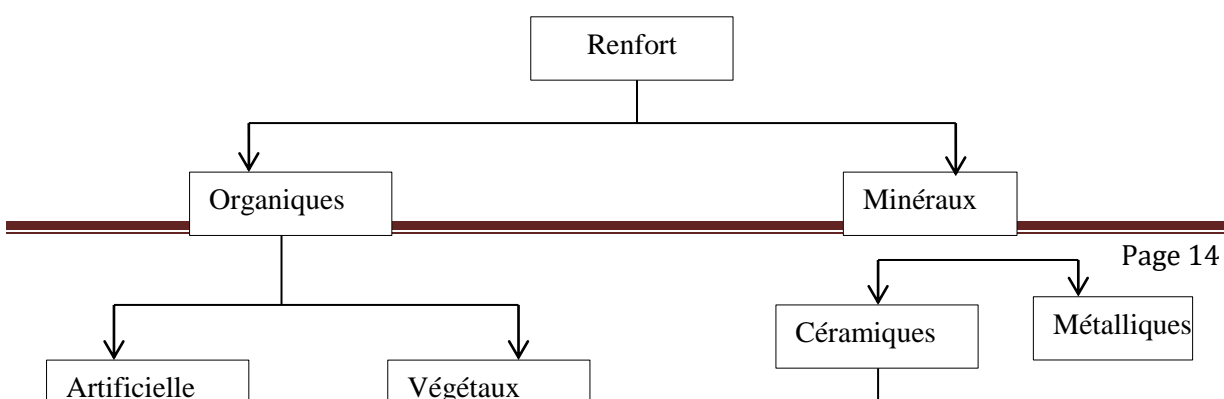 Renfort
Organiques
Minéraux
Page 14
Céramiques
Métalliques
Artificielle
Végétaux